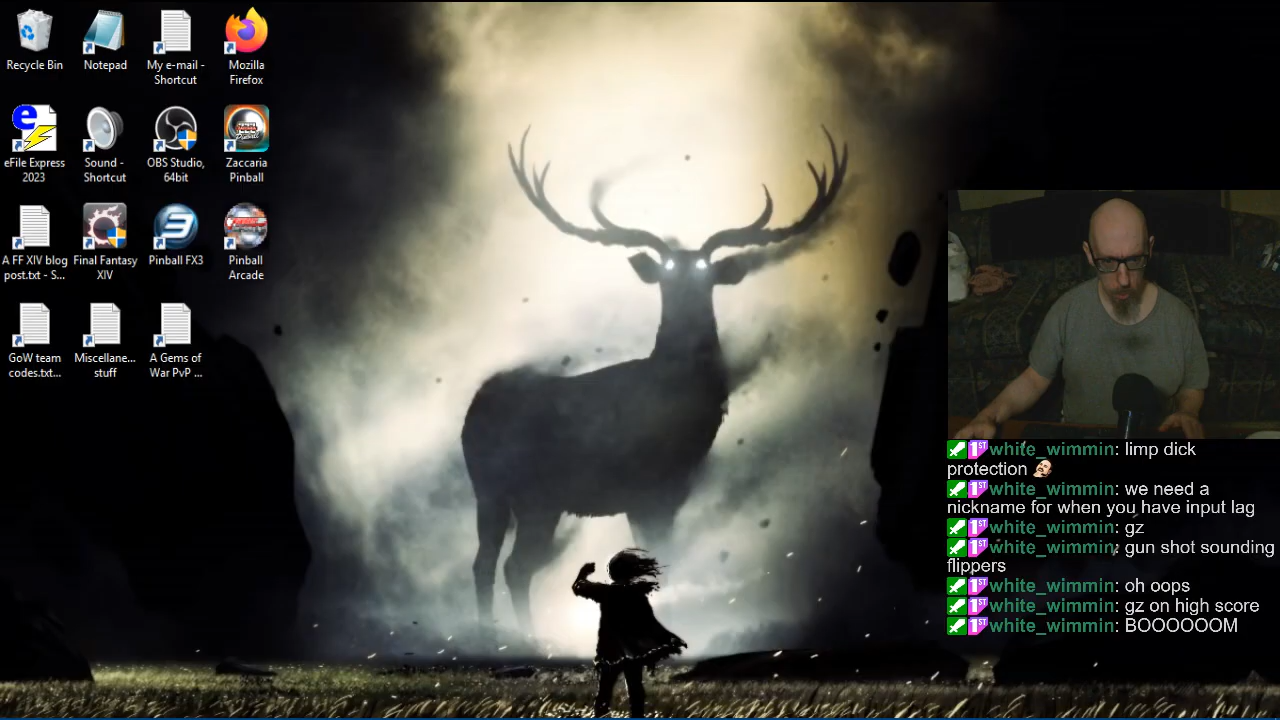 Recycle Bin
Notepad
My e-mail -
Shortcut
Mozilla
Firefox
eFile Express
2023
Sound -
Shortcut
OBS Studio,
64bit
Zaccaria
Pinball
A FF XIV blog
post.txt - S...
Final Fantasy
XIV
Pinball FX3
Pinball
Arcade
GoW team
codes.txt...
Miscellane...
stuff
A Gems of
War PvP ...
white_wimmin: limp dick
protection
white_wimmin: we need a
nickname for when you have input lag
white_wimmin: gz
white_wimmin: gun shot sounding
flippers
white_wimmin: oh oops
white_wimmin: gz on high score
white_wimmin: BOOOOOOM